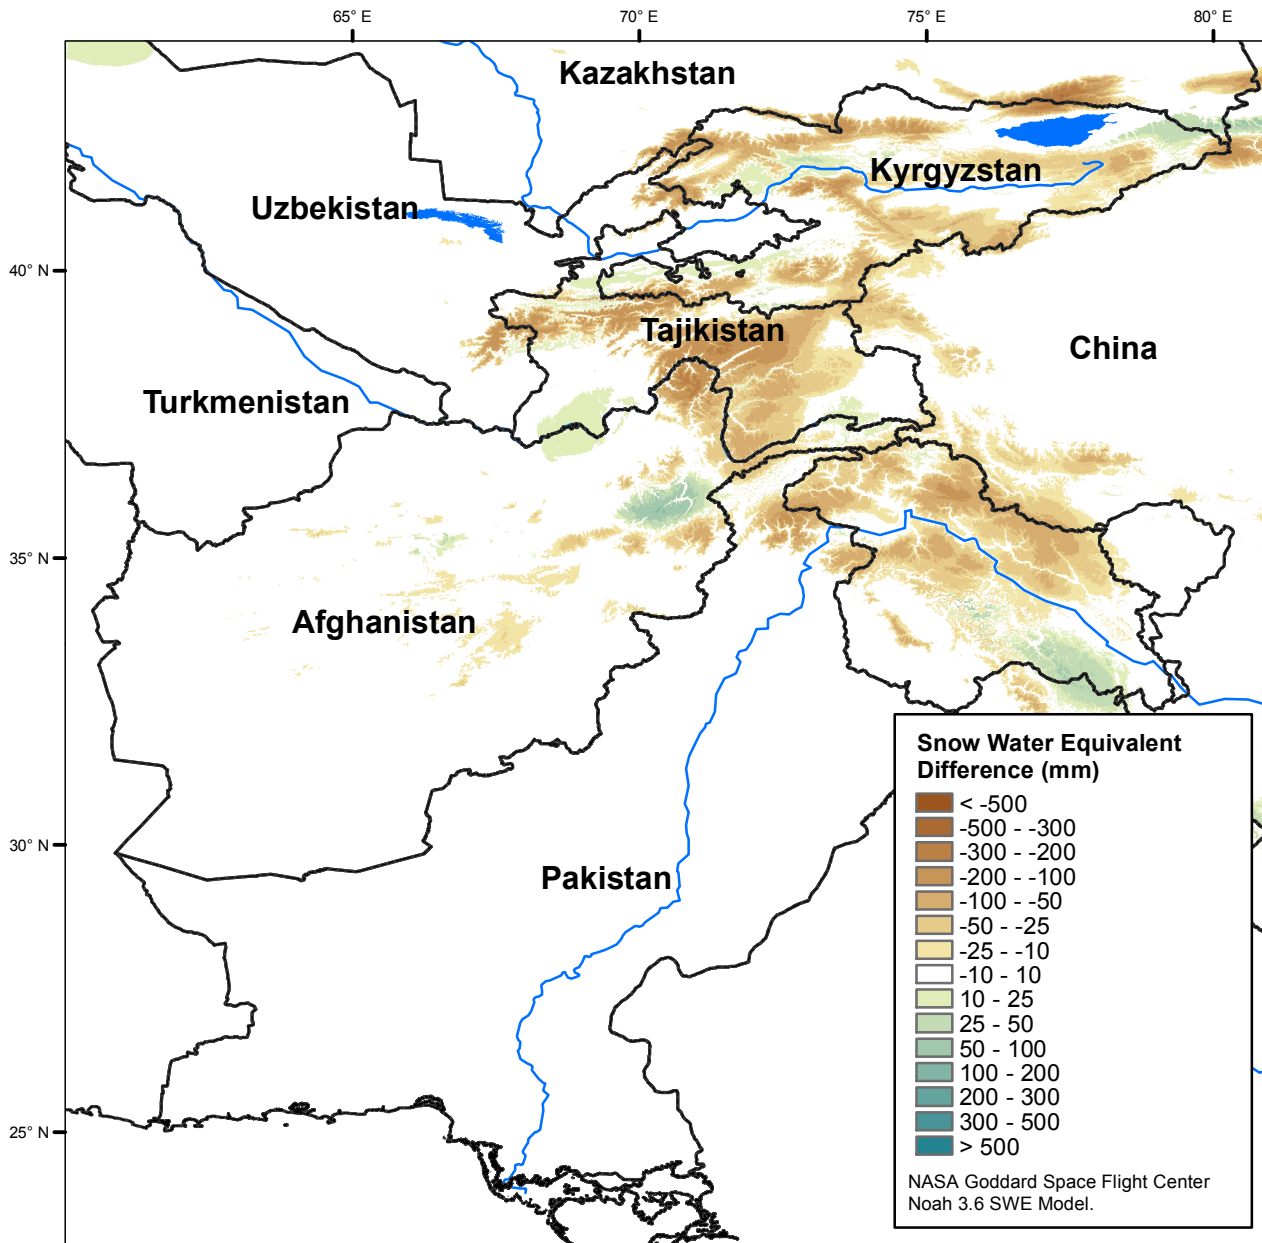 65° E
70° E
75° E
80° E
Kazakhstan
Kyrgyzstan
Uzbekistan
40° N
Tajikistan
China
Turkmenistan
35° N
Afghanistan
Snow Water Equivalent
Difference (mm)
< -500
-500 - -300
-300 - -200
-200 - -100
-100 - -50
-50 - -25
-25 - -10
-10 - 10
10 - 25
25 - 50
50 - 100
100 - 200
200 - 300
300 - 500
> 500
NASA Goddard Space Flight Center
Noah 3.6 SWE Model.
30° N
Pakistan
25° N